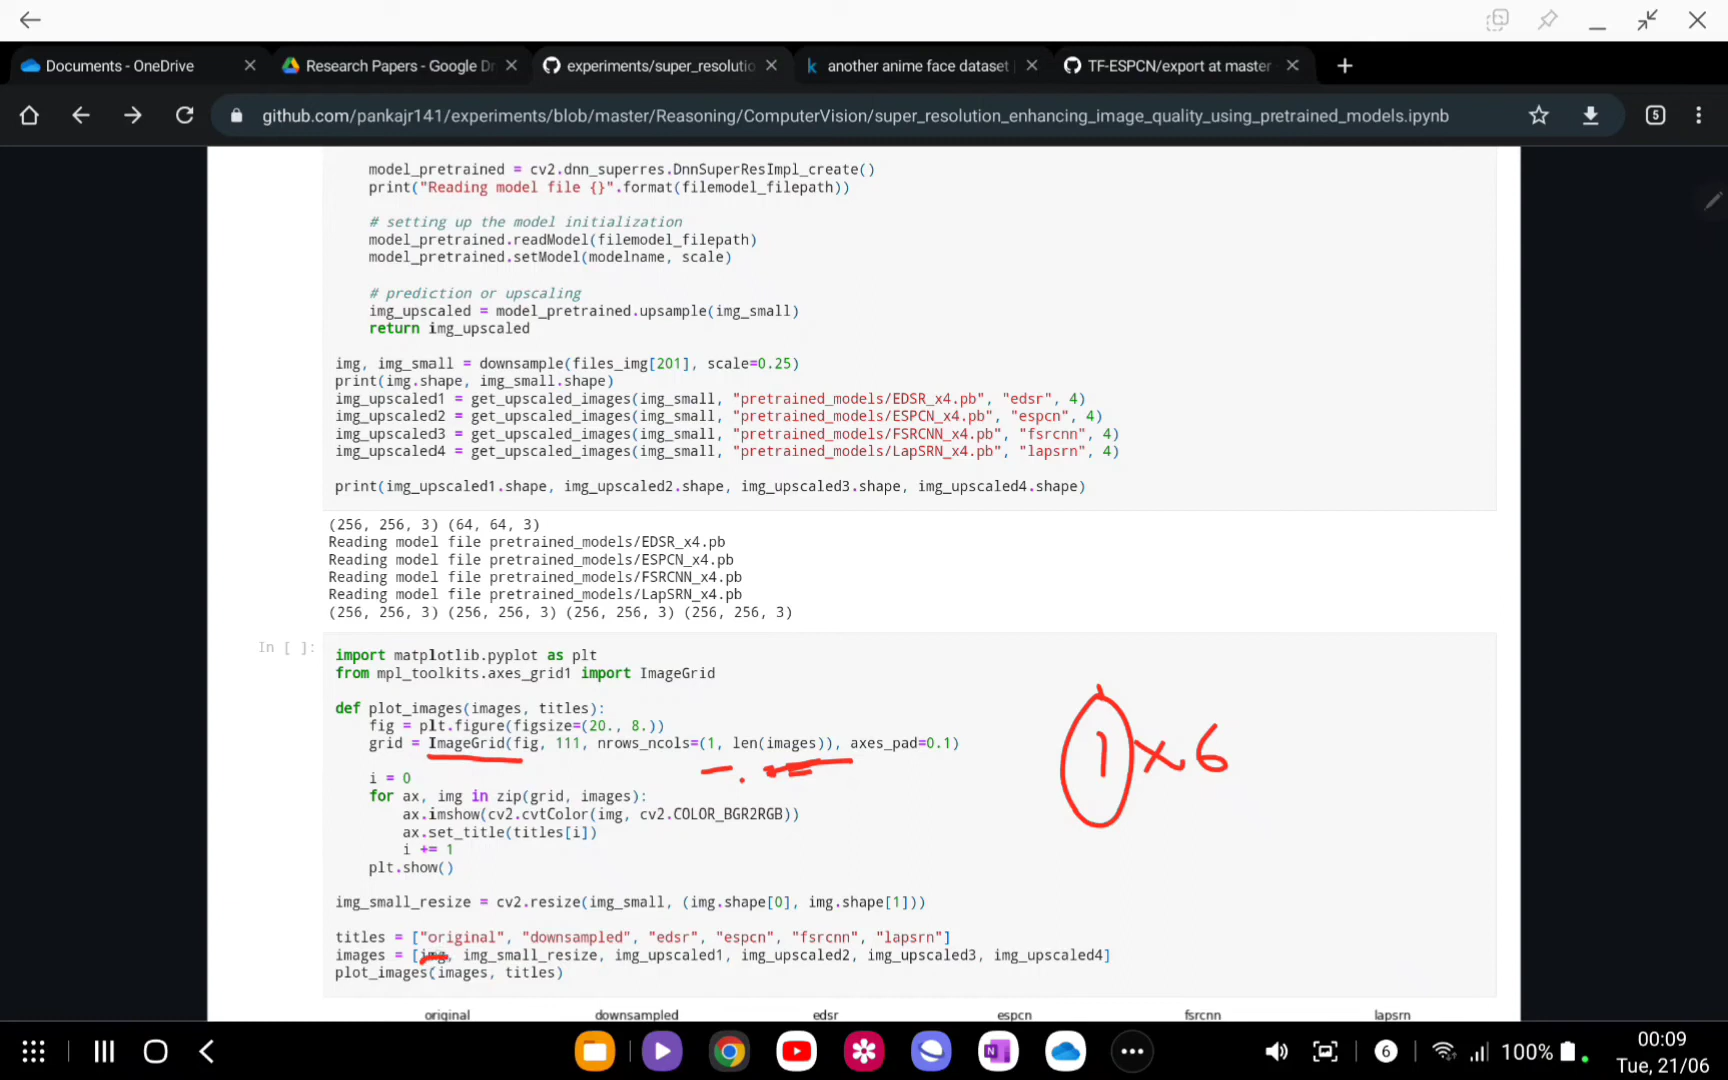 Documents - OneDrive
Research Papers - Google Dr
experiments/super_resolutio
another anime face dataset
TF-ESPCN/export at master
github.com/pankajr141/experiments/blob/master/Reasoning/ComputerVision/super_resolution_enhancing_image_quality_using_pretrained_models.ipynb
5
model_pretrained = cv2.dnn_superres.DnnSuperResImpl_create()
print("Reading model file {}".format(filemodel_filepath))
# setting up the model initialization
model_pretrained.readModel(filemodel_filepath)
model_pretrained.setModel(modelname, scale)
# prediction or upscaling
img_upscaled = model_pretrained.upsample(img_small)
return img_upscaled
img, img_small = downsample(files_img[201], scale=0.25)
print(img.shape, img_small.shape)
img_upscaled1 = get_upscaled_images(img_small, "pretrained_models/EDSR_x4.pb", "edsr", 4)
img_upscaled2 = get_upscaled_images(img_small, "pretrained_models/ESPCN_x4.pb", "espcn", 4)
img_upscaled3 = get_upscaled_images(img_small, "pretrained_models/FSRCNN_x4.pb", "fsrcnn", 4)
img_upscaled4 = get_upscaled_images(img_small, "pretrained_models/LapSRN_x4.pb", "lapsrn", 4)
print(img_upscaled1.shape, img_upscaled2.shape, img_upscaled3.shape, img_upscaled4.shape)
(256, 256, 3) (64, 64, 3)
Reading model file pretrained_models/EDSR_x4.pb
Reading model file pretrained_models/ESPCN_x4.pb
Reading model file pretrained_models/FSRCNN_x4.pb
Reading model file pretrained_models/LapSRN_x4.pb
(256, 256, 3) (256, 256, 3) (256, 256, 3) (256, 256, 3)
In [ ]:
import matplotlib.pyplot as plt
from mpl_toolkits.axes_grid1 import ImageGrid
def plot_images(images, titles):
fig = plt.figure(figsize=(20., 8.))
grid = ImageGrid(fig, 111, nrows_ncols=(1, len(images)), axes_pad=0.1)
1 x 6
i = 0
for ax, img in zip(grid, images):
ax.imshow(cv2.cvtColor(img, cv2.COLOR_BGR2RGB))
ax.set_title(titles[i])
i += 1
plt.show()
img_small_resize = cv2.resize(img_small, (img.shape[0], img.shape[1]))
titles = ["original", "downsampled", "edsr", "espcn", "fsrcnn", "lapsrn"]
images = [img, img_small_resize, img_upscaled1, img_upscaled2, img_upscaled3, img_upscaled4]
plot_images(images, titles)
original downsampled edsr espcn fsrcnn lapsrn
6 100% 00:09
Tue, 21/06